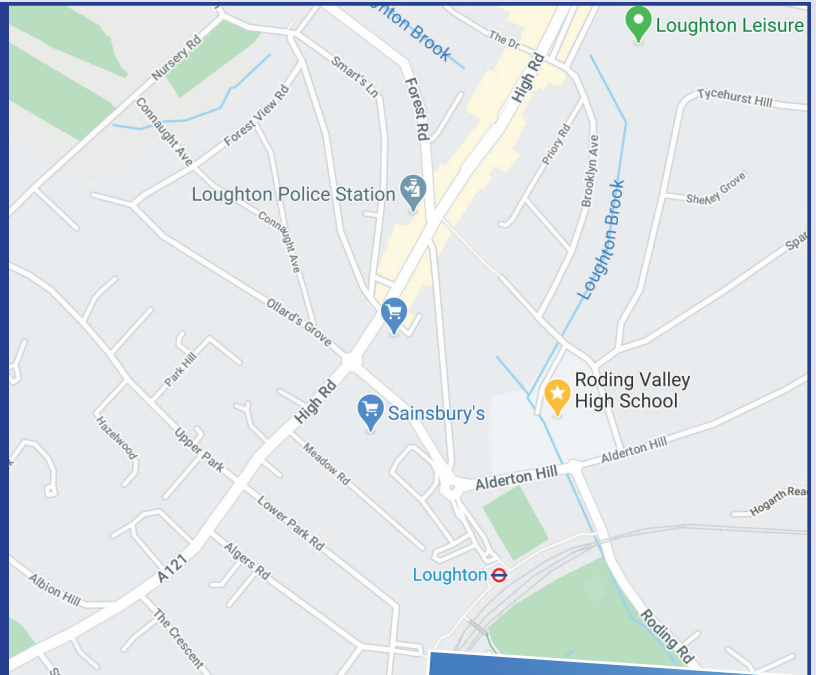 hton Brook
The Dr
Loughton Leisure
Nursery Rd
Smart's Ln
High Rd
Forest Rd
Tycehurst Hill
Connaught Ave
Forest View Rd
Priory Rd
Brooklyn Ave
Loughton Police Station
Shelley Grove
Connaught Ave
Loughton Brook
Spar
Ollard's Grove
Park Hill
Roding Valley
High School
High Rd
Sainsbury's
Hazelwood
Upper Park
Meadow Rd
Alderton Hill
Alderton Hill
Hogarth Rea
Lower Park Rd
Algers Rd
A121
Loughton
Albion Hill
The Crescent
Roding Rd